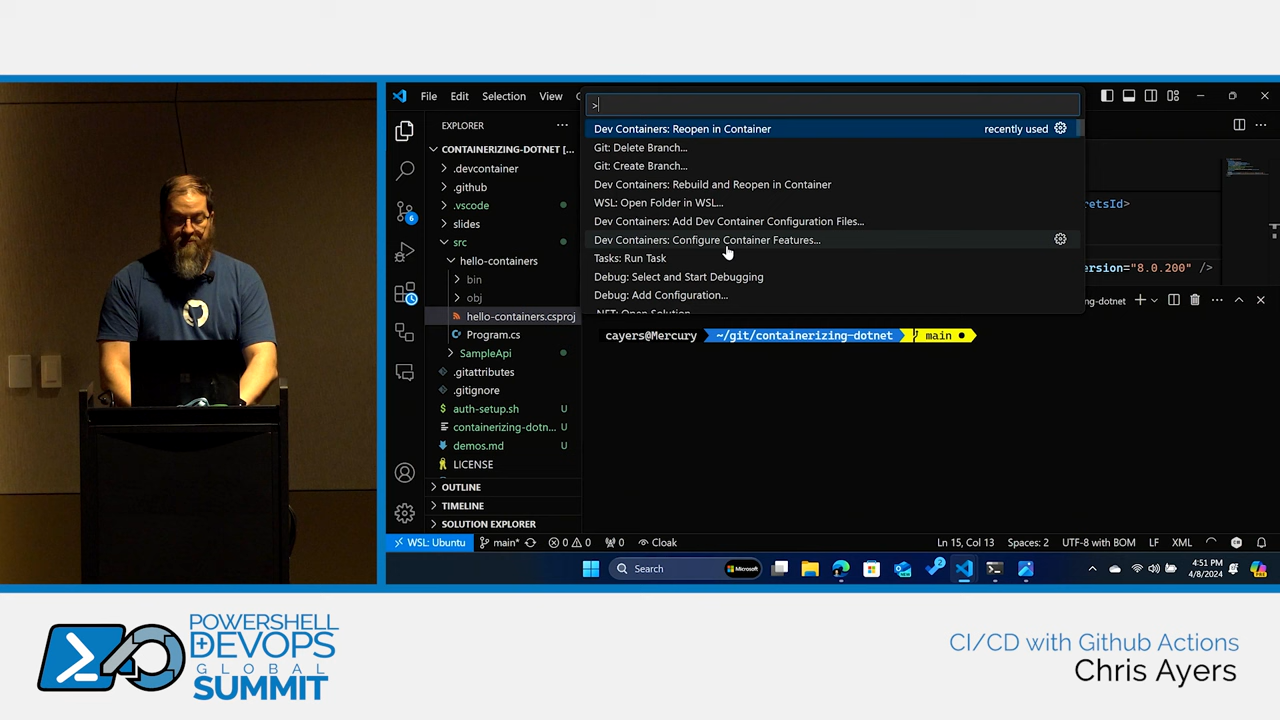 File Edit Selection View
>
Dev Containers: Reopen in Container recently used
Git: Delete Branch...
Git: Create Branch...
Dev Containers: Rebuild and Reopen in Container
WSL: Open Folder in WSL...
Dev Containers: Add Dev Container Configuration Files...
Dev Containers: Configure Container Features...
Tasks: Run Task
Debug: Select and Start Debugging
Debug: Add Configuration...
.NET: Open Solution
EXPLORER
CONTAINERIZING-DOTNET [...
.devcontainer
.github
.vscode
slides
src
hello-containers
bin
obj
hello-containers.csproj
Program.cs
SampleApi
.gitattributes
.gitignore
$ auth-setup.sh U
containerizing-dotn... U
demos.md U
LICENSE
OUTLINE
TIMELINE
SOLUTION EXPLORER
6
retsId>
ersion="8.0.200" />
ng-dotnet
cayers@Mercury ~/git/containerizing-dotnet main ●
WSL: Ubuntu main* 0 0 0 Cloak Ln 15, Col 13 Spaces: 2 UTF-8 with BOM LF XML
Search Microsoft
4:51 PM
4/8/2024
POWERSHELL
+DEVOPS
GLOBAL
SUMMIT
CI/CD with Github Actions
Chris Ayers